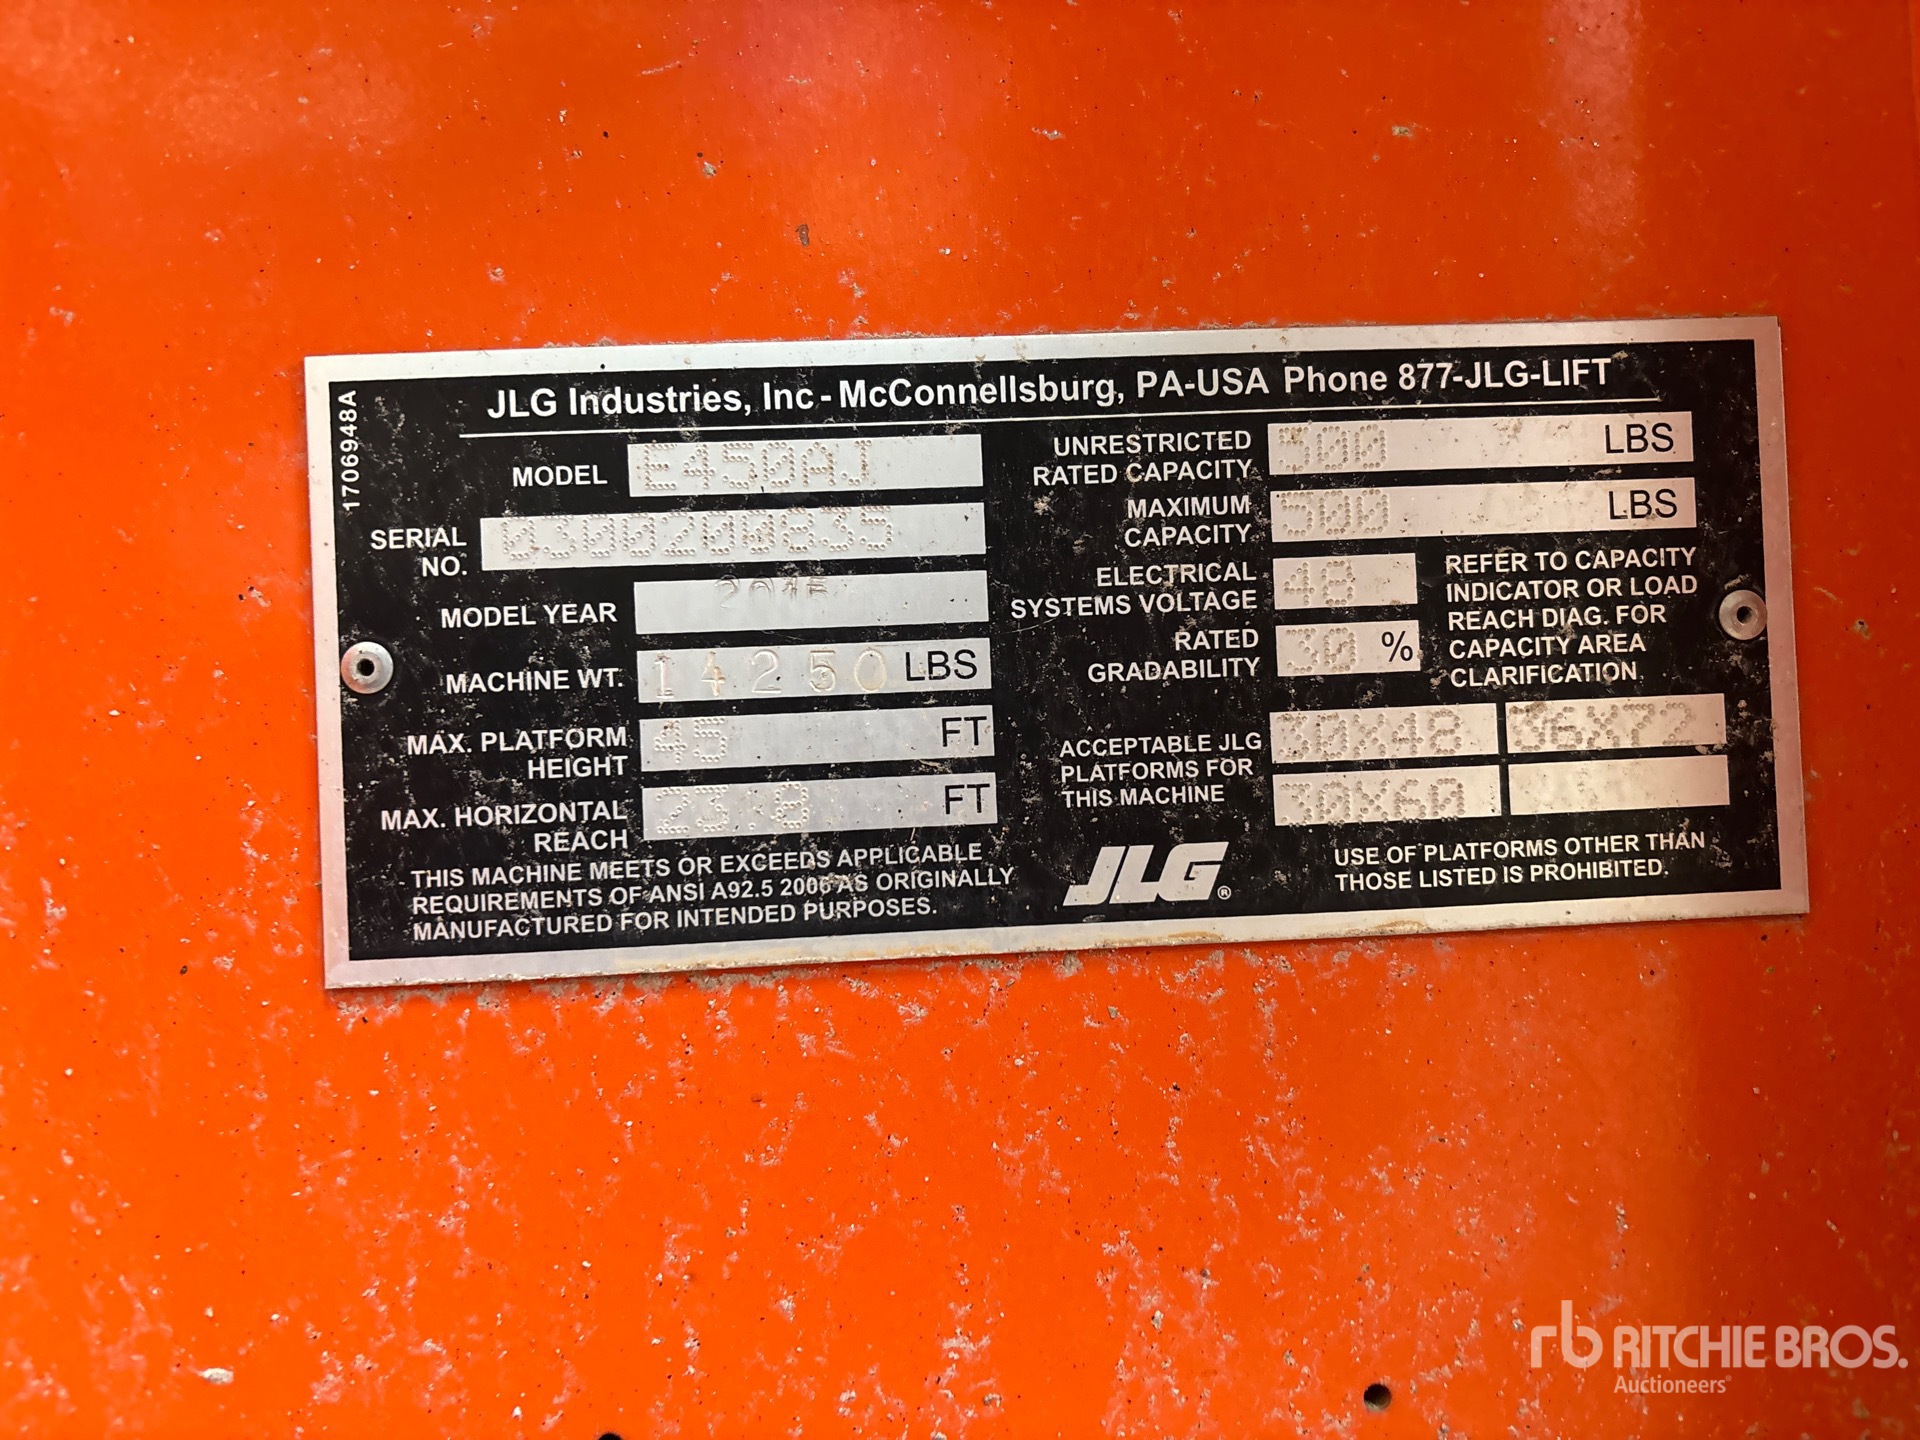 1706948A
JLG Industries, Inc - McConnellsburg, PA-USA Phone 877-JLG-LIFT
MODEL E450AJ
SERIAL NO. 0300200835
MODEL YEAR 2015
MACHINE WT. 14250 LBS
MAX. PLATFORM HEIGHT 45 FT
MAX. HORIZONTAL REACH 23.8 FT
THIS MACHINE MEETS OR EXCEEDS APPLICABLE
REQUIREMENTS OF ANSI A92.5 2006 AS ORIGINALLY
MANUFACTURED FOR INTENDED PURPOSES.
UNRESTRICTED RATED CAPACITY 500 LBS
MAXIMUM CAPACITY 500 LBS
ELECTRICAL SYSTEMS VOLTAGE 48
RATED GRADABILITY 30 %
REFER TO CAPACITY
INDICATOR OR LOAD
REACH DIAG. FOR
CAPACITY AREA
CLARIFICATION.
ACCEPTABLE JLG
PLATFORMS FOR
THIS MACHINE
30X48 36X72
30X60
JLG®
USE OF PLATFORMS OTHER THAN
THOSE LISTED IS PROHIBITED.
rb RITCHIE BROS.
Auctioneers